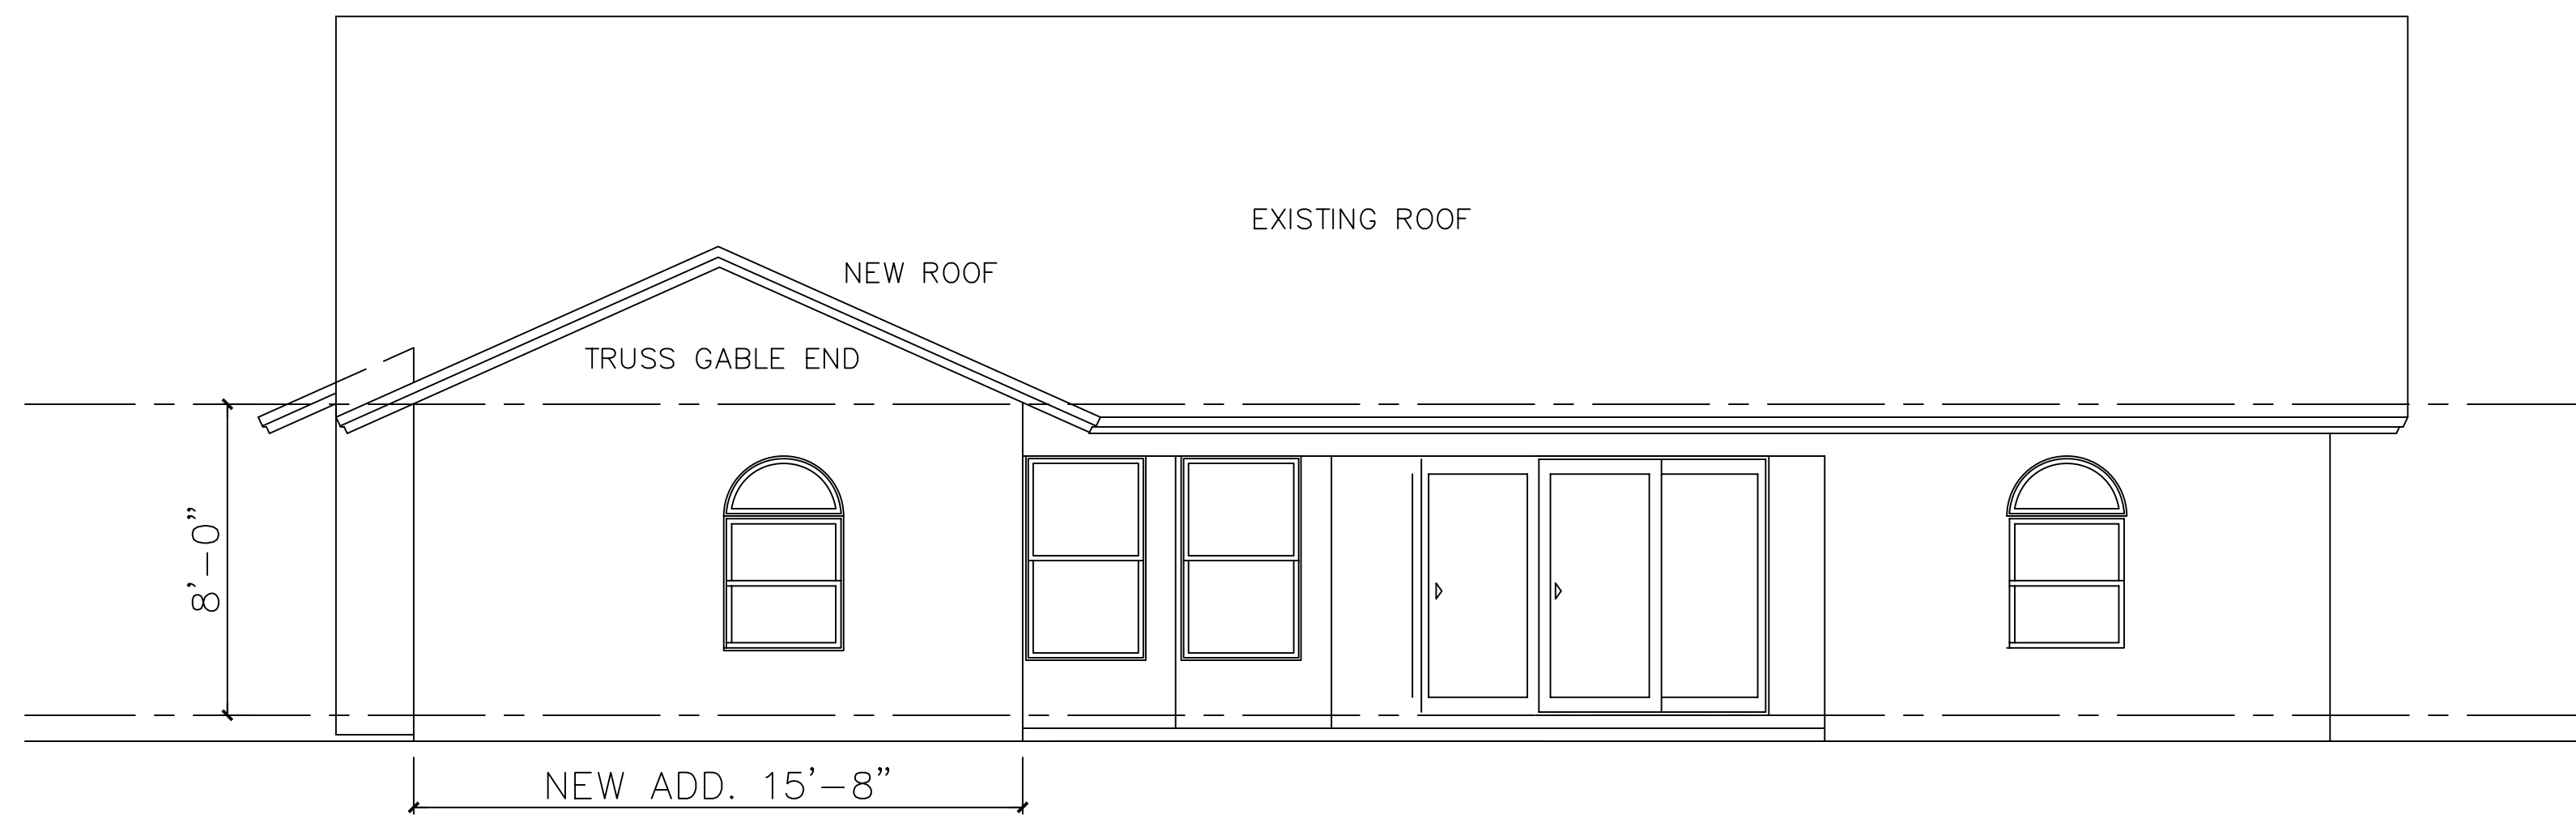 EXISTING ROOF
NEW ROOF
TRUSS GABLE END
8'-0"
NEW ADD. 15'-8"